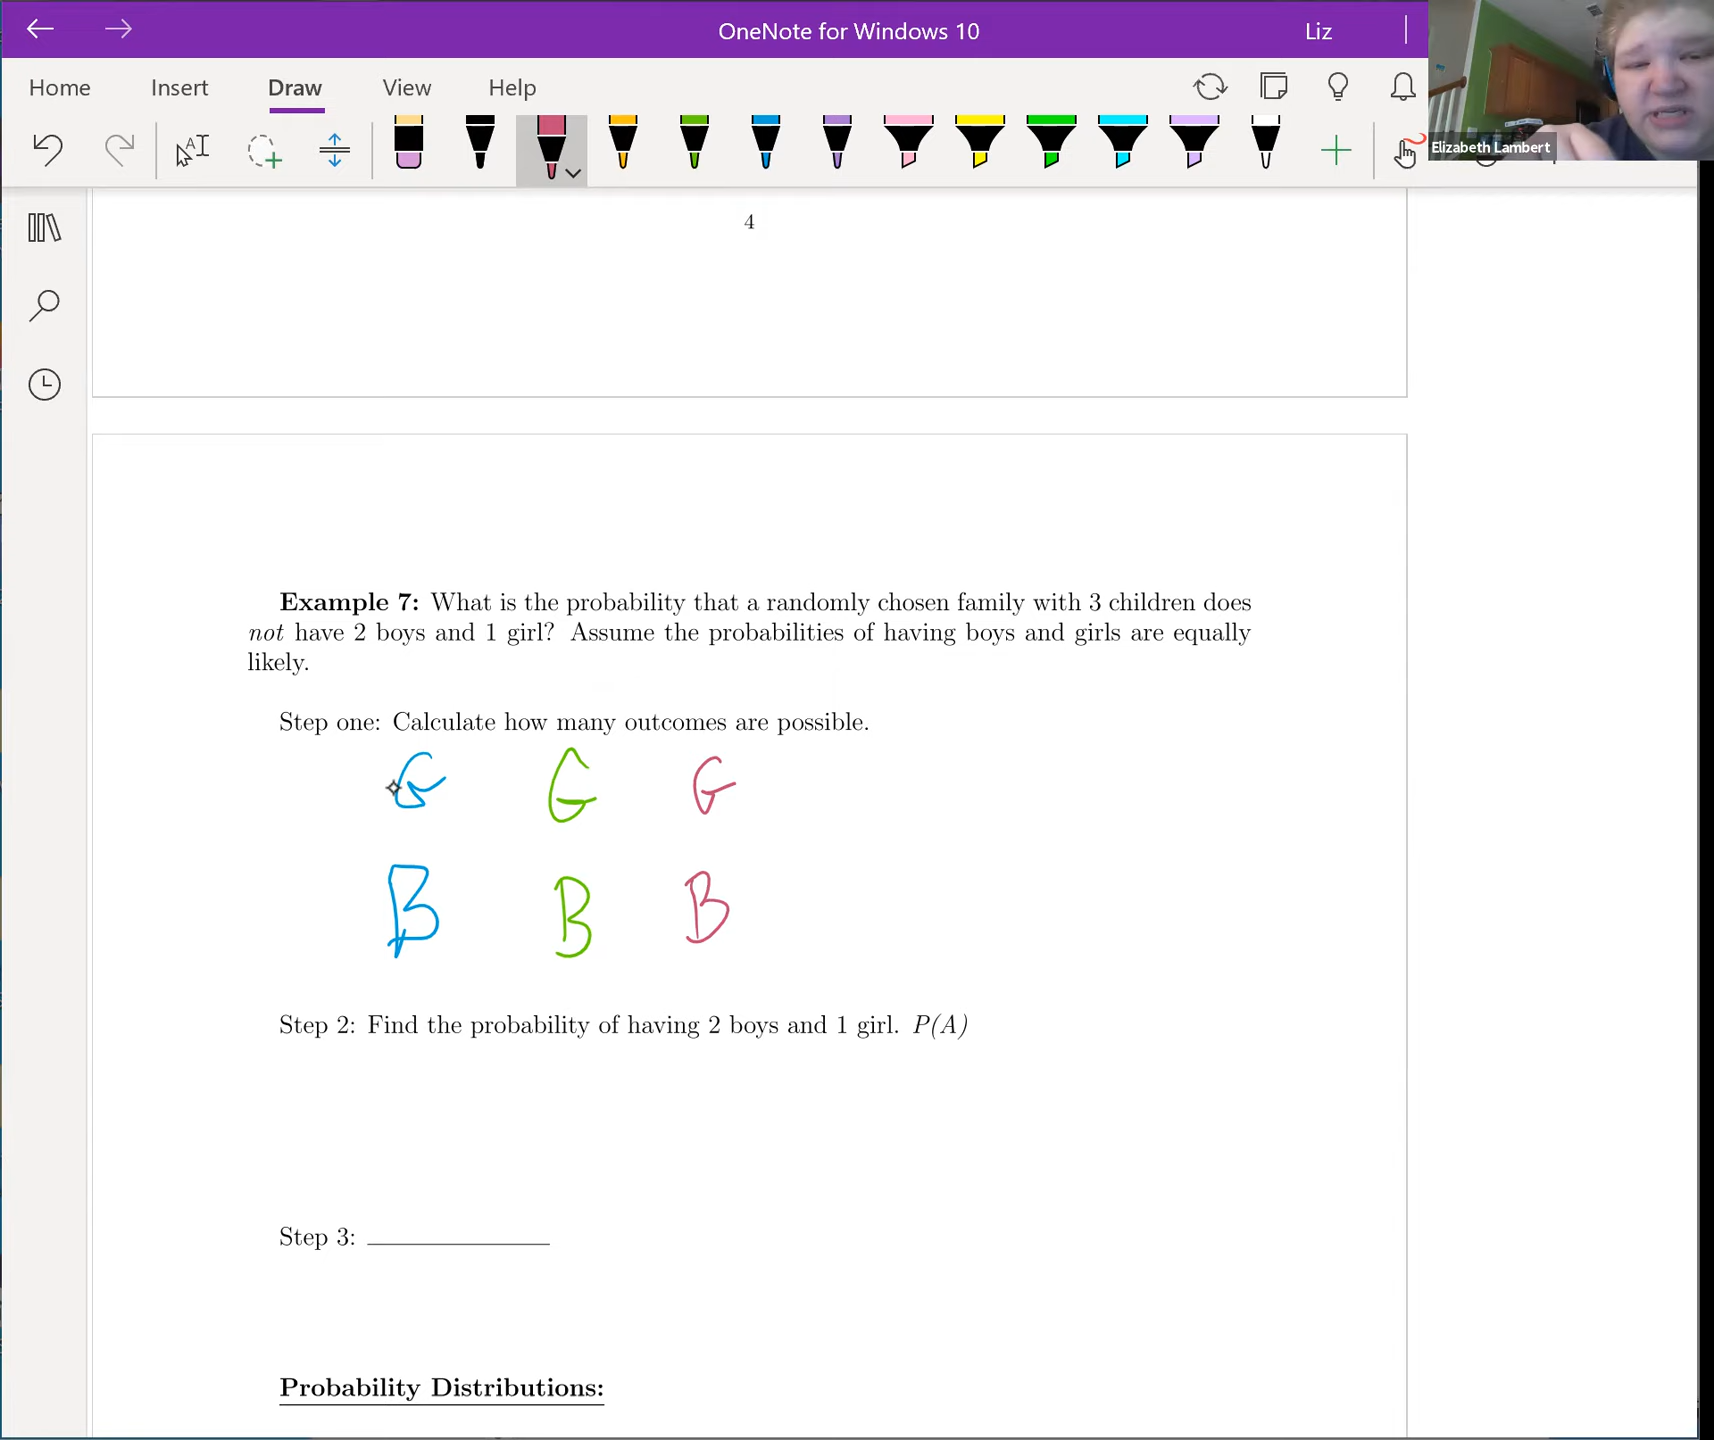 OneNote for Windows 10
Liz
Home Insert Draw View Help
Elizabeth Lambert
4
Example 7: What is the probability that a randomly chosen family with 3 children does
not have 2 boys and 1 girl? Assume the probabilities of having boys and girls are equally
likely.
Step one: Calculate how many outcomes are possible.
G G G
B B B
Step 2: Find the probability of having 2 boys and 1 girl. P(A)
Step 3:
Probability Distributions: